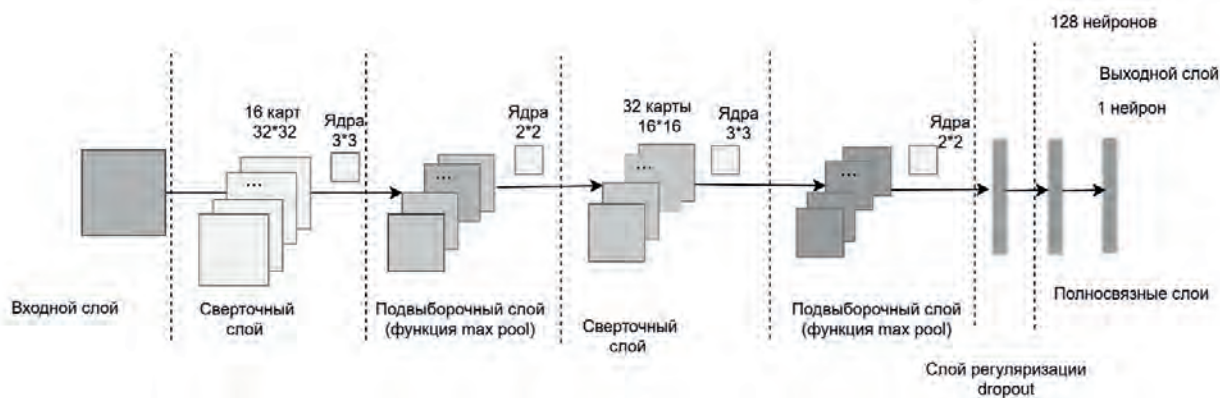 128 нейронов
Выходной слой
1 нейрон
16 карт
32*32
Ядра
3*3
Ядра
2*2
32 карты
16*16
Ядра
3*3
Ядра
2*2
...
...
...
...
Входной слой
Сверточный
слой
Подвыборочный слой
(функция max pool)
Сверточный
слой
Подвыборочный слой
(функция max pool)
Полносвязные слои
Слой регуляризации
dropout